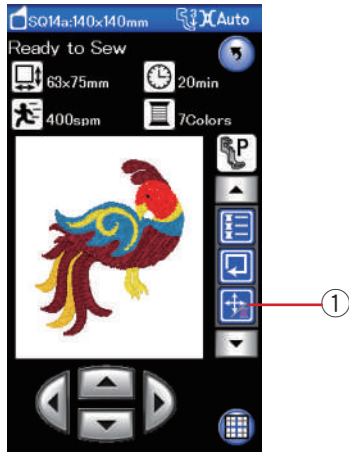 SQ14a:140×140mm Auto
Ready to Sew
63×75mm 20min
400spm 7Colors
P
1